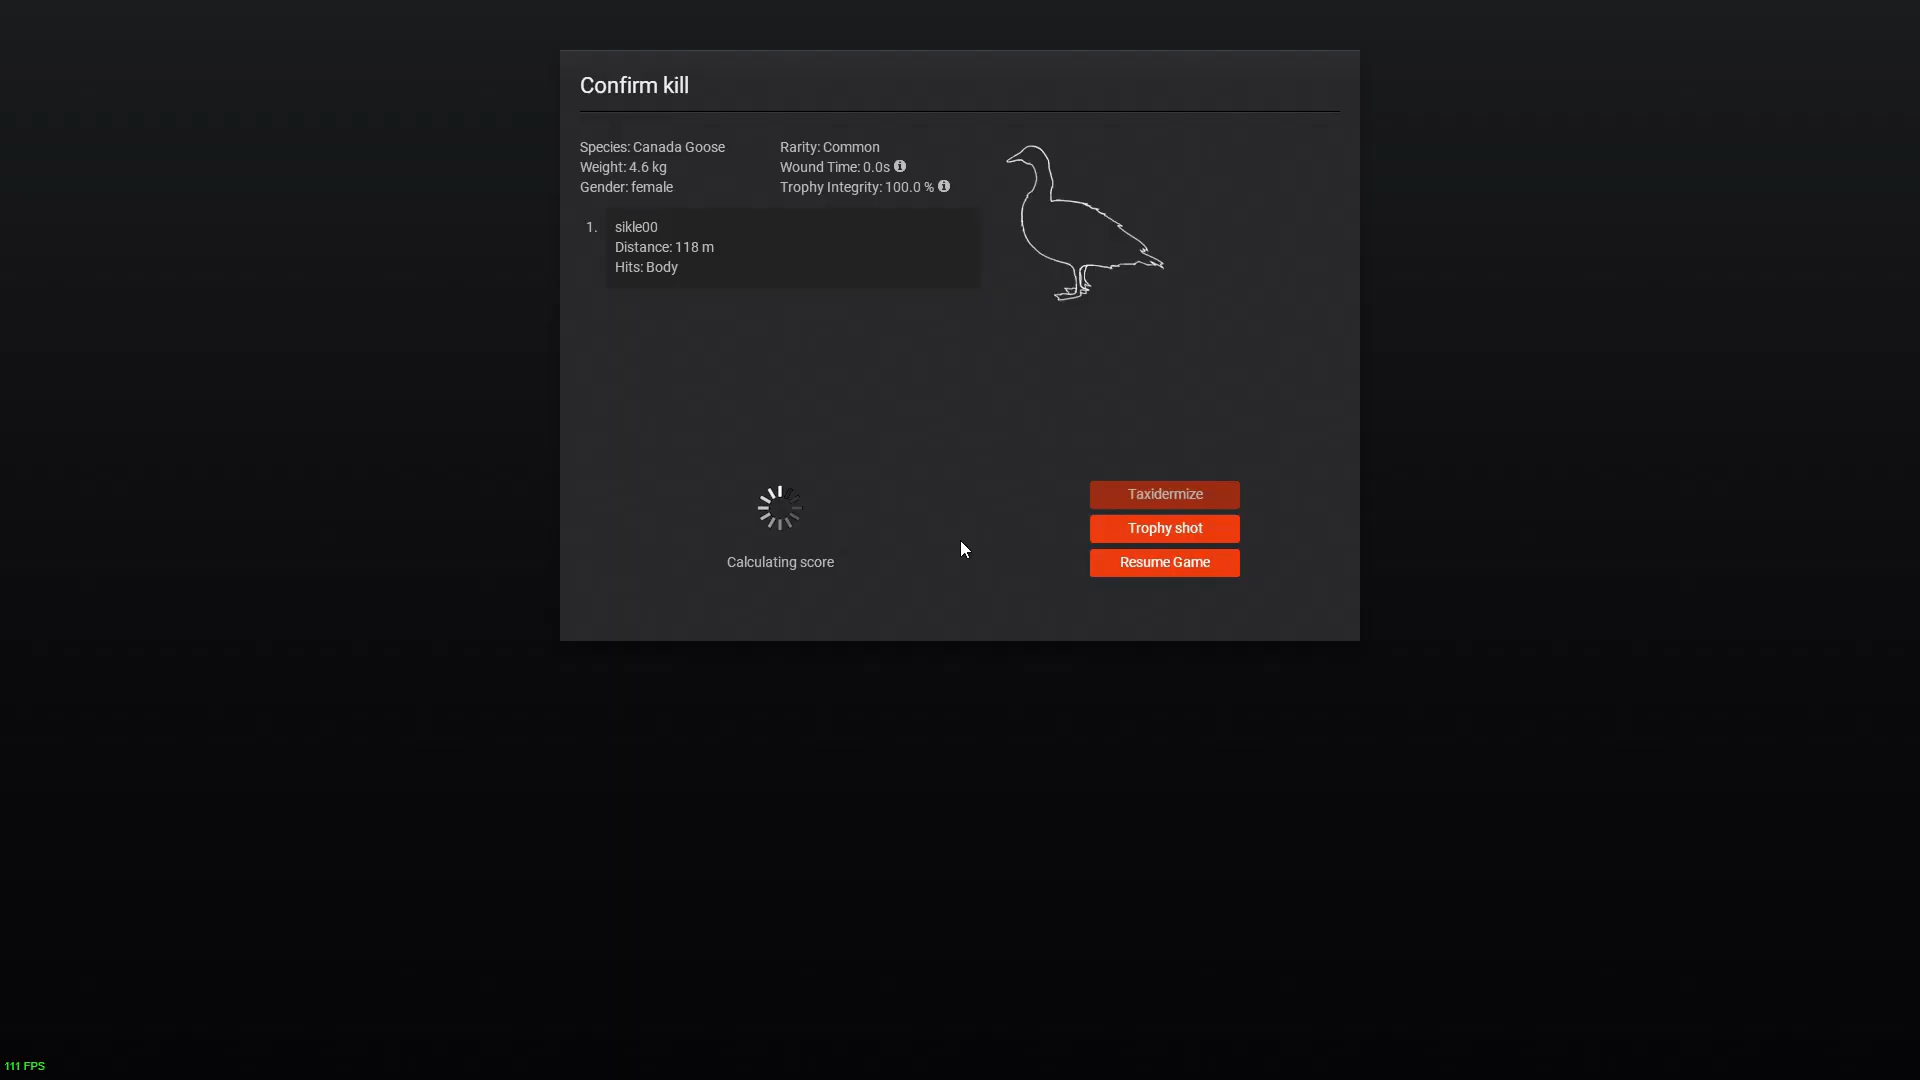 Confirm kill
Species: Canada Goose
Weight: 4.6 kg
Gender: female
Rarity: Common
Wound Time: 0.0s
Trophy Integrity: 100.0 %
1.
sikle00
Distance: 118 m
Hits: Body
Calculating score
Taxidermize
Trophy shot
Resume Game
111 FPS